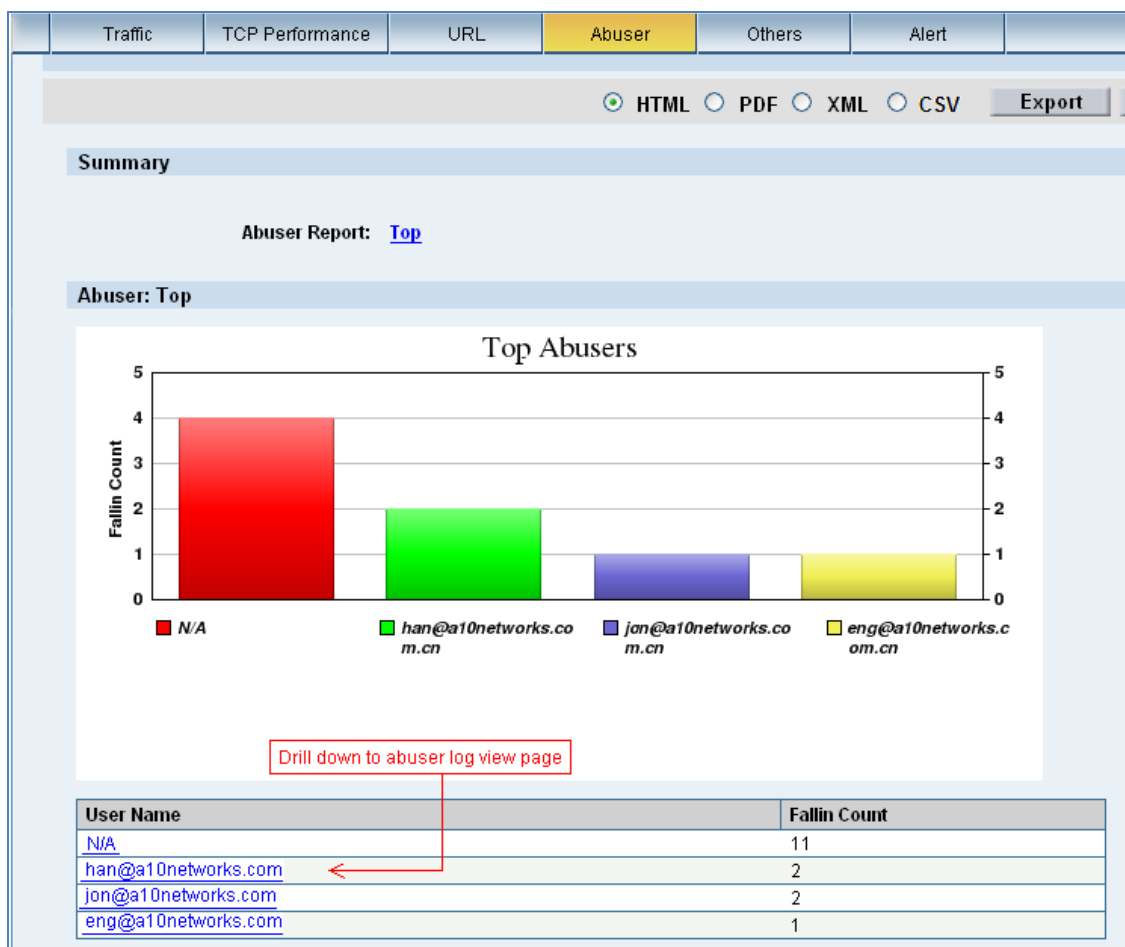 Traffic TCP Performance URL Abuser Others Alert
HTML PDF XML CSV Export
Summary
Abuser Report: Top
Abuser: Top
Top Abusers
5 5
4 4
3 3
2 2
1 1
0 0
Fallin Count
N/A han@a10networks.co jon@a10networks.co eng@a10networks.c
m.cn m.cn om.cn
Drill down to abuser log view page
User Name Fallin Count
N/A 11
han@a10networks.com 2
jon@a10networks.com 2
eng@a10networks.com 1